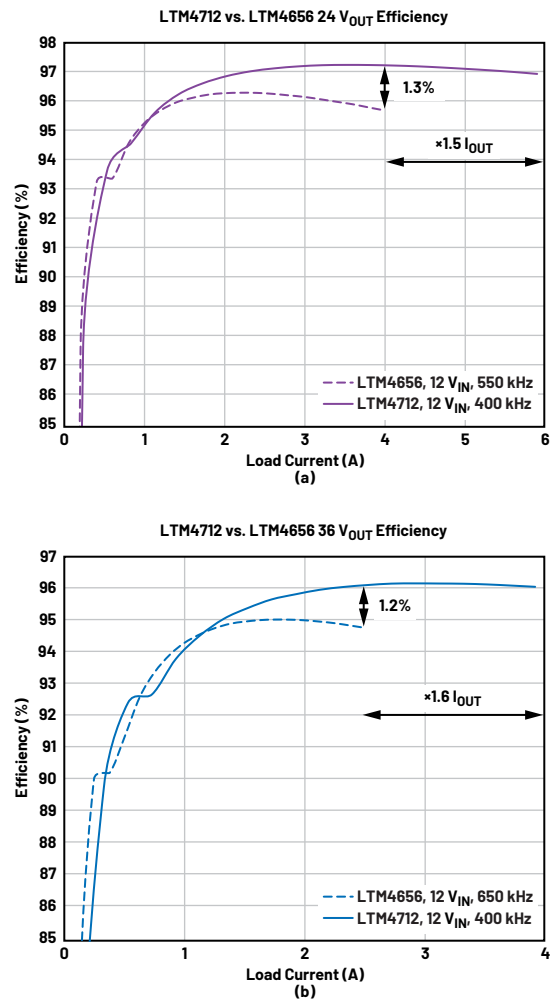 LTM4712 vs. LTM4656 24 VOUT Efficiency
98
97
96
95
94
93
92
91
90
89
88
87
86
85
Efficiency (%)
1.3%
×1.5 IOUT
LTM4656, 12 VIN, 550 kHz
LTM4712, 12 VIN, 400 kHz
0 1 2 3 4 5 6
Load Current (A)
(a)
LTM4712 vs. LTM4656 36 VOUT Efficiency
97
96
95
94
93
92
91
90
89
88
87
86
85
Efficiency (%)
1.2%
×1.6 IOUT
LTM4656, 12 VIN, 650 kHz
LTM4712, 12 VIN, 400 kHz
0 1 2 3 4
Load Current (A)
(b)